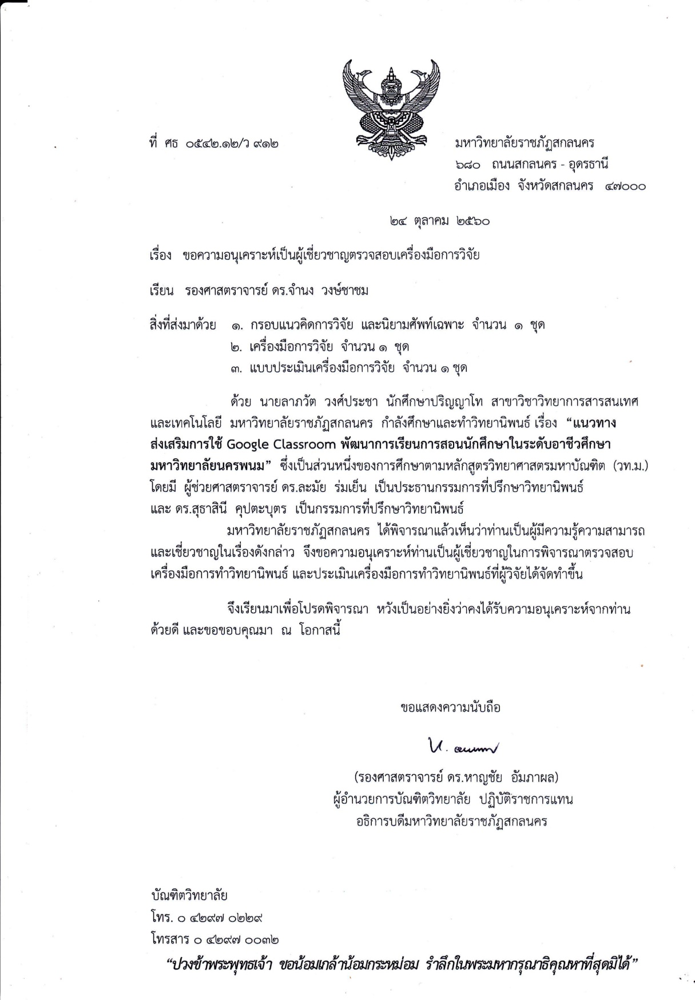 ที่ ศธ ๐๕๔๒.๑๒/ว ๙๑๒
มหาวิทยาลัยราชภัฏสกลนคร
๖๘๐ ถนนสกลนคร - อุดรธานี
อำเภอเมือง จังหวัดสกลนคร ๔๗๐๐๐
๒๔ ตุลาคม ๒๕๖๐
เรื่อง ขอความอนุเคราะห์เป็นผู้เชี่ยวชาญตรวจสอบเครื่องมือการวิจัย
เรียน รองศาสตราจารย์ ดร.จำนง วงษ์ชาชม
สิ่งที่ส่งมาด้วย ๑. กรอบแนวคิดการวิจัย และนิยามศัพท์เฉพาะ จำนวน ๑ ชุด
๒. เครื่องมือการวิจัย จำนวน ๑ ชุด
๓. แบบประเมินเครื่องมือการวิจัย จำนวน ๑ ชุด
ด้วย นายลาภวัต วงศ์ประชา นักศึกษาปริญญาโท สาขาวิชาวิทยาการสารสนเทศ
และเทคโนโลยี มหาวิทยาลัยราชภัฏสกลนคร กำลังศึกษาและทำวิทยานิพนธ์ เรื่อง “แนวทาง
ส่งเสริมการใช้ Google Classroom พัฒนาการเรียนการสอนนักศึกษาในระดับอาชีวศึกษา
มหาวิทยาลัยนครพนม” ซึ่งเป็นส่วนหนึ่งของการศึกษาตามหลักสูตรวิทยาศาสตรมหาบัณฑิต (วท.ม.)
โดยมี ผู้ช่วยศาสตราจารย์ ดร.ละมัย ร่มเย็น เป็นประธานกรรมการที่ปรึกษาวิทยานิพนธ์
และ ดร.สุธาสินี คุปตะบุตร เป็นกรรมการที่ปรึกษาวิทยานิพนธ์
มหาวิทยาลัยราชภัฏสกลนคร ได้พิจารณาแล้วเห็นว่าท่านเป็นผู้มีความรู้ความสามารถ
และเชี่ยวชาญในเรื่องดังกล่าว จึงขอความอนุเคราะห์ท่านเป็นผู้เชี่ยวชาญในการพิจารณาตรวจสอบ
เครื่องมือการทำวิทยานิพนธ์ และประเมินเครื่องมือการทำวิทยานิพนธ์ที่ผู้วิจัยได้จัดทำขึ้น
จึงเรียนมาเพื่อโปรดพิจารณา หวังเป็นอย่างยิ่งว่าคงได้รับความอนุเคราะห์จากท่าน
ด้วยดี และขอขอบคุณมา ณ โอกาสนี้
ขอแสดงความนับถือ
(รองศาสตราจารย์ ดร.หาญชัย อัมภาผล)
ผู้อำนวยการบัณฑิตวิทยาลัย ปฏิบัติราชการแทน
อธิการบดีมหาวิทยาลัยราชภัฏสกลนคร
บัณฑิตวิทยาลัย
โทร. ๐ ๔๒๙๗ ๐๒๒๙
โทรสาร ๐ ๔๒๙๗ ๐๐๓๒
“ปวงข้าพระพุทธเจ้า ขอน้อมเกล้าน้อมกระหม่อม รำลึกในพระมหากรุณาธิคุณหาที่สุดมิได้”